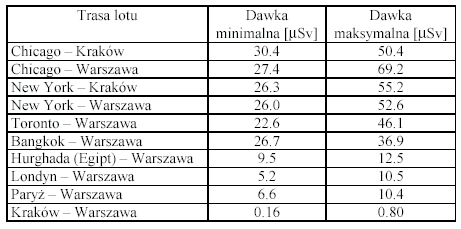 Trasa lotu Dawka minimalna [μSv] Dawka maksymalna [μSv]
Chicago – Kraków 30.4 50.4
Chicago – Warszawa 27.4 69.2
New York – Kraków 26.3 55.2
New York – Warszawa 26.0 52.6
Toronto – Warszawa 22.6 46.1
Bangkok – Warszawa 26.7 36.9
Hurghada (Egipt) – Warszawa 9.5 12.5
Londyn – Warszawa 5.2 10.5
Paryż – Warszawa 6.6 10.4
Kraków – Warszawa 0.16 0.80